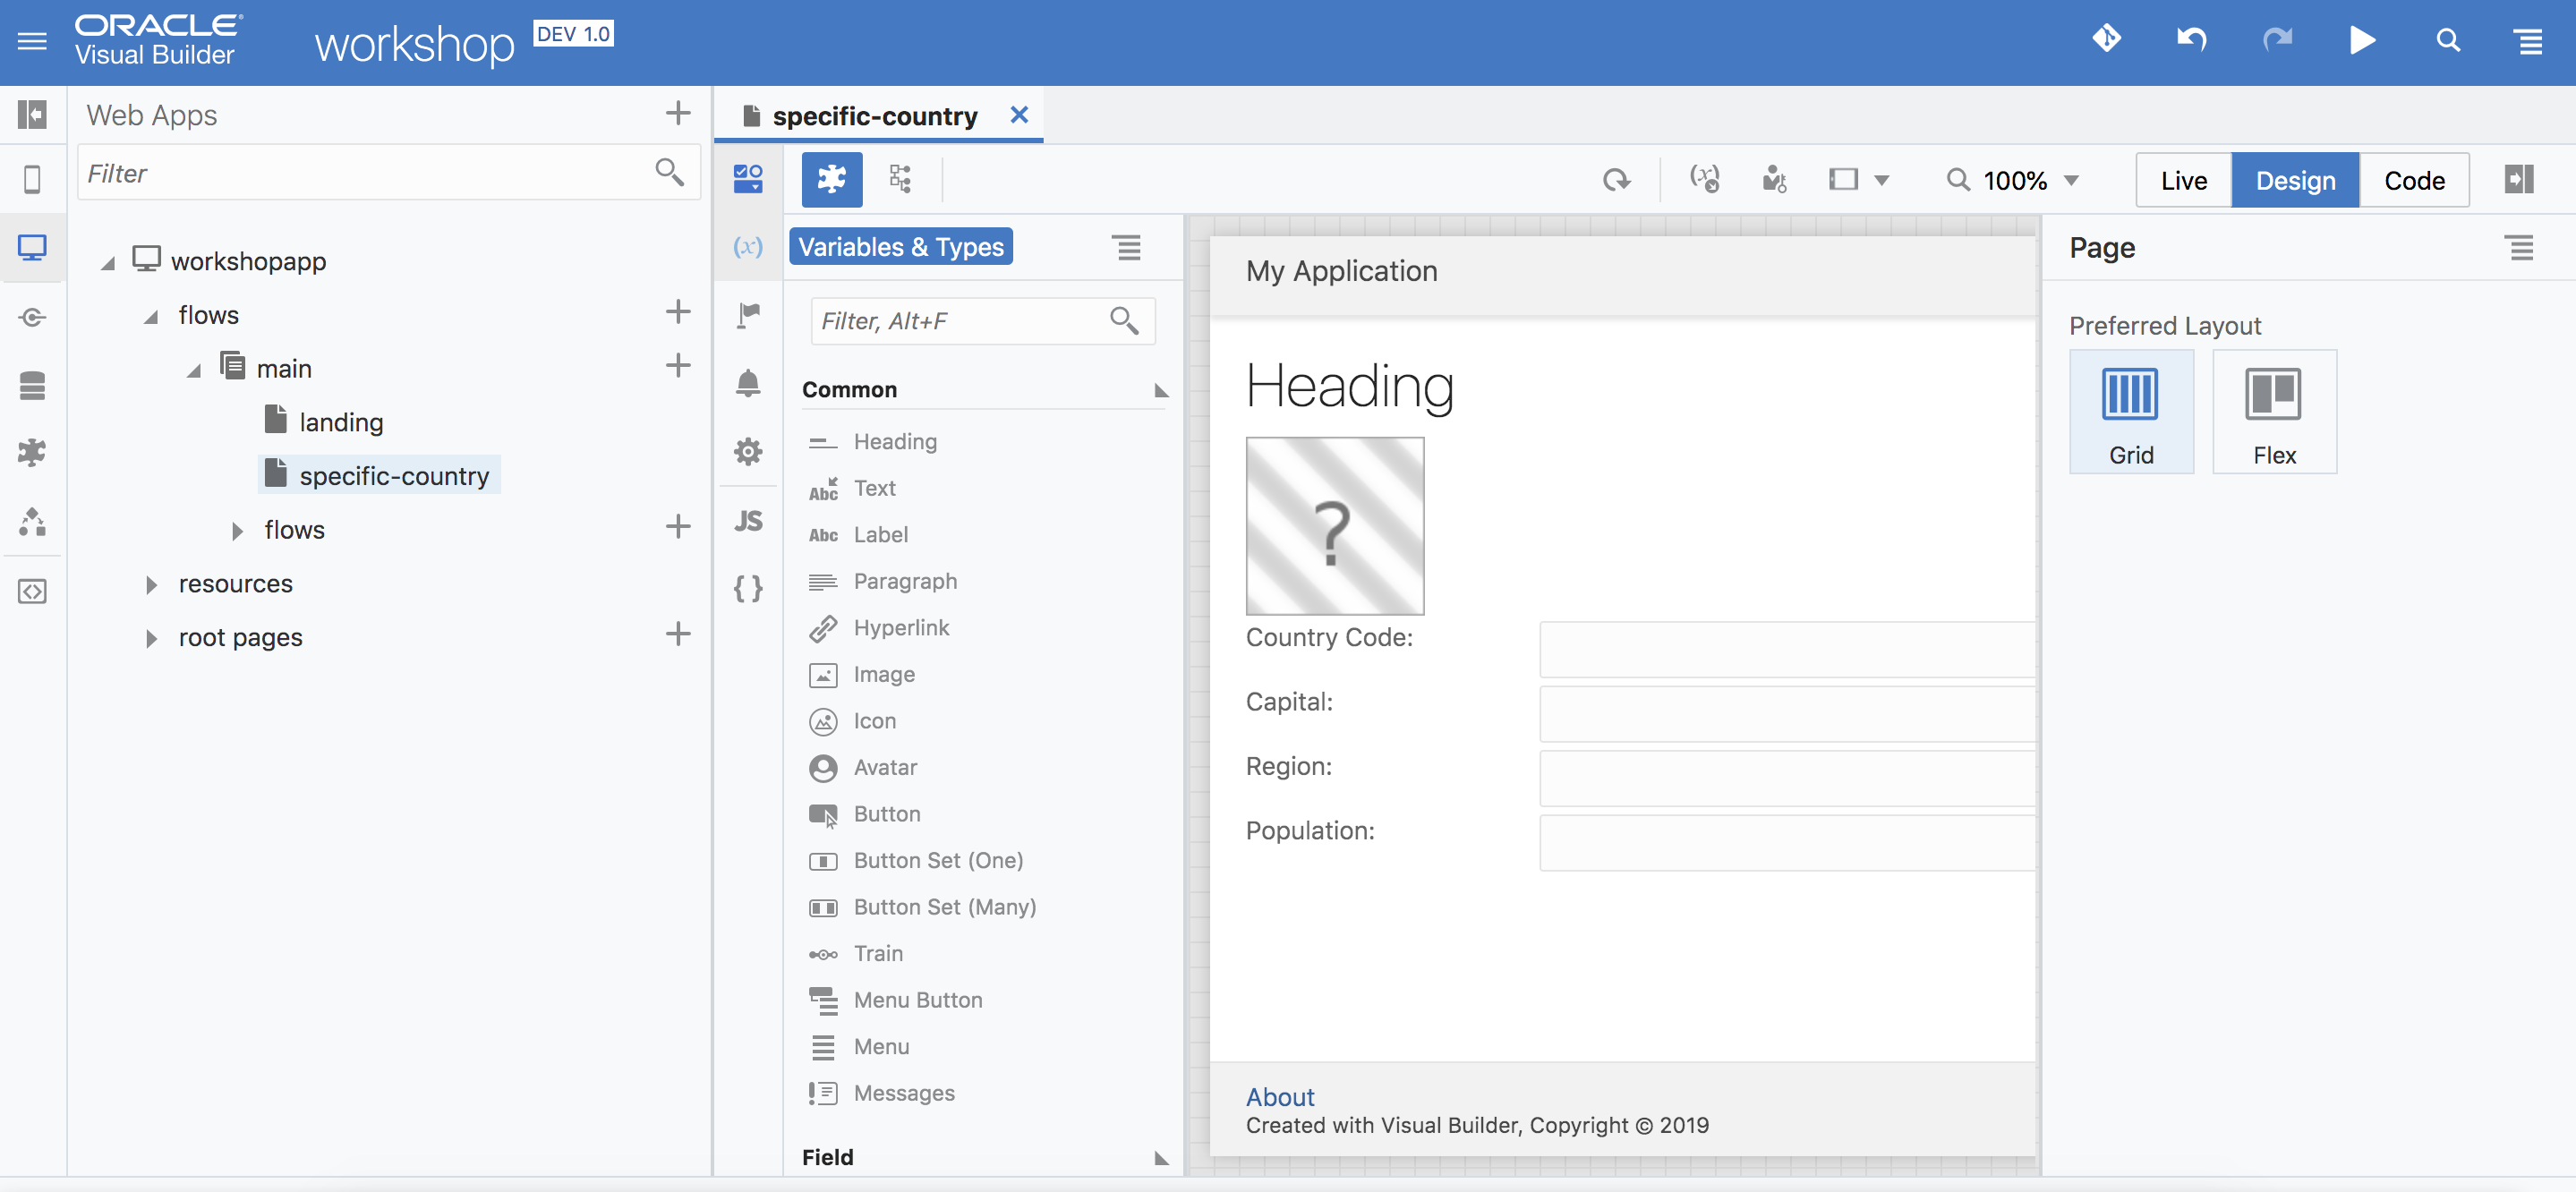 ORACLE
Visual Builder
workshop
DEV 1.0
Web Apps
Filter
workshopapp
flows
main
landing
specific-country
flows
resources
root pages
specific-country
100%
Live
Design
Code
(x)
JS
{ }
Variables & Types
Filter, Alt+F
Common
Heading
Abc Text
Abc Label
Paragraph
Hyperlink
Image
Icon
Avatar
Button
Button Set (One)
Button Set (Many)
Train
Menu Button
Menu
Messages
Field
My Application
Heading
?
Country Code:
Capital:
Region:
Population:
About
Created with Visual Builder, Copyright © 2019
Page
Preferred Layout
Grid
Flex